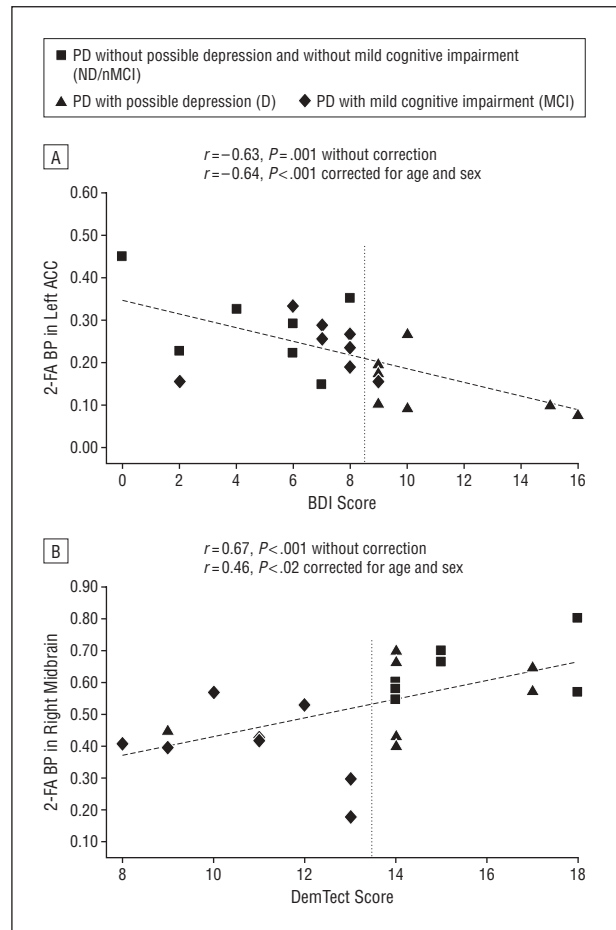 PD without possible depression and without mild cognitive impairment
(ND/nMCI)
PD with possible depression (D) PD with mild cognitive impairment (MCI)
A
r=−0.63, P=.001 without correction
r=−0.64, P<.001 corrected for age and sex
0.60
0.50
0.40
0.30
0.20
0.10
0.00
2-FA BP in Left ACC
0 2 4 6 8 10 12 14 16
BDI Score
B
r=0.67, P<.001 without correction
r=0.46, P<.02 corrected for age and sex
0.90
0.80
0.70
0.60
0.50
0.40
0.30
0.20
0.10
2-FA BP in Right Midbrain
8 10 12 14 16 18
DemTect Score